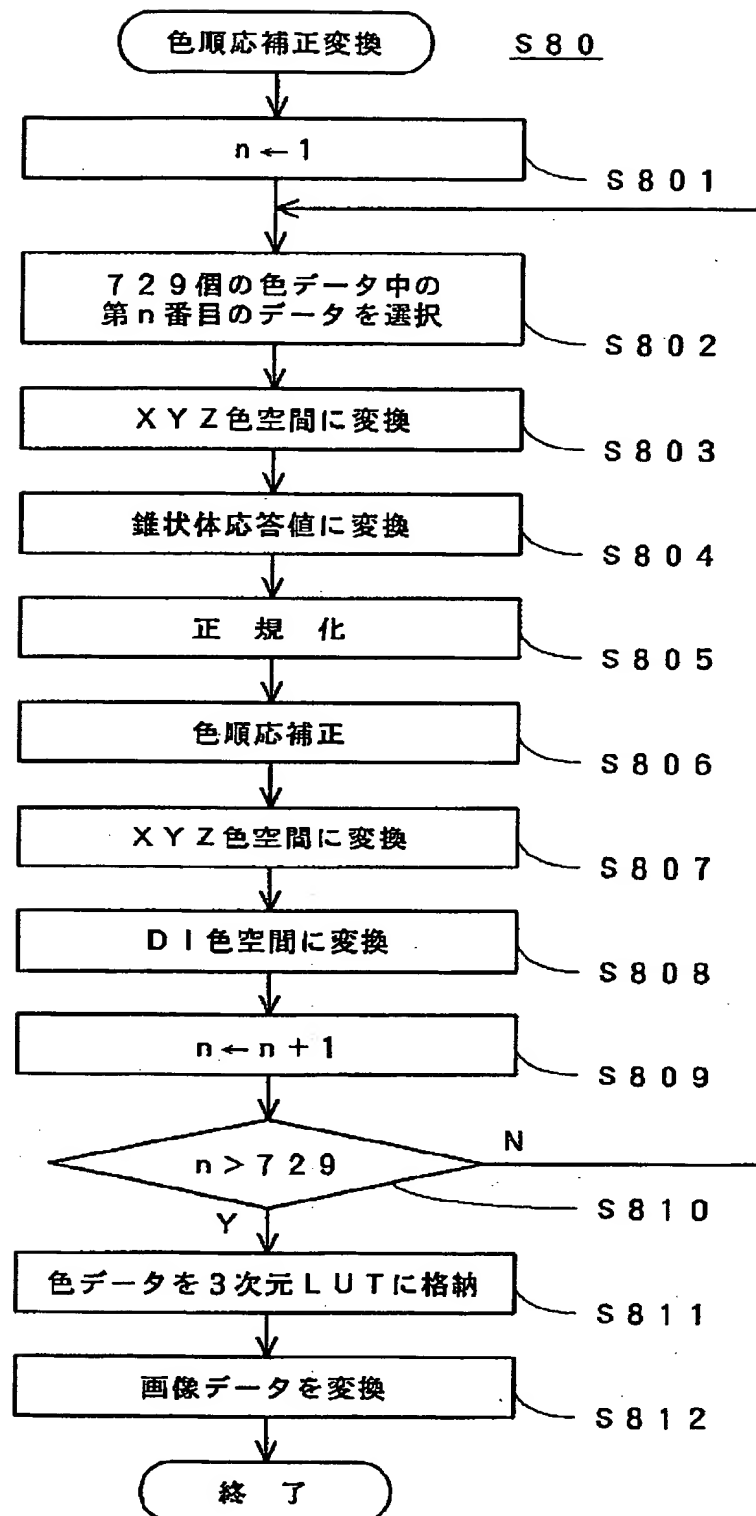 色順応補正変換
S80
n←1
S801
729個の色データ中の
第n番目のデータを選択
S802
XYZ色空間に変換
S803
錐状体応答値に変換
S804
正 規 化
S805
色順応補正
S806
XYZ色空間に変換
S807
DI色空間に変換
S808
n←n+1
S809
n>729
N
S810
Y
色データを3次元LUTに格納
S811
画像データを変換
S812
終 了